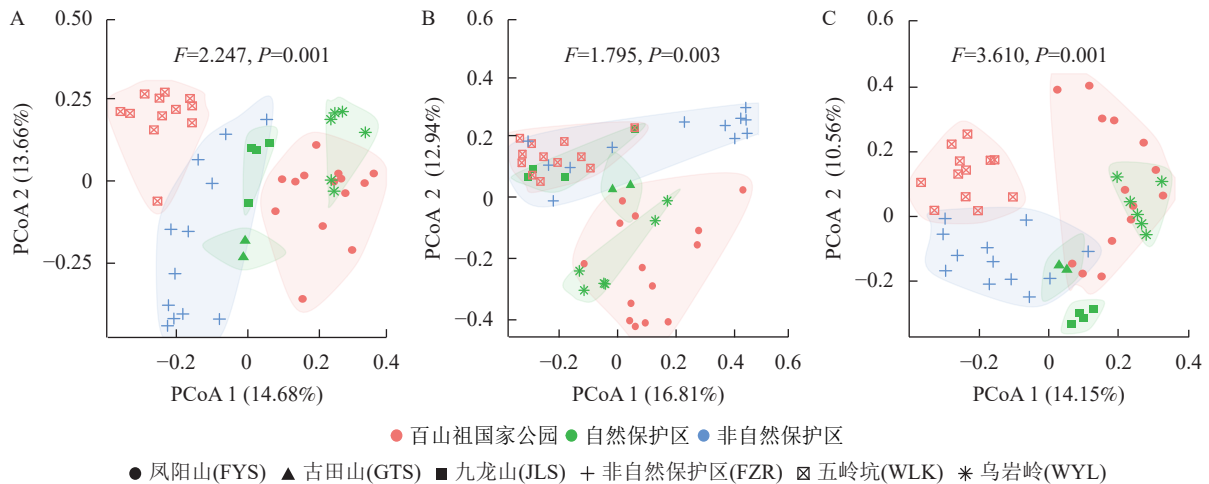 A
F=2.247, P=0.001
0.50
0.25
0
−0.25
PCoA 2 (13.66%)
−0.2
0
0.2
0.4
PCoA 1 (14.68%)
B
F=1.795, P=0.003
0.6
0.4
0.2
0
−0.2
−0.4
PCoA 2 (12.94%)
−0.2
0
0.2
0.4
0.6
PCoA 1 (16.81%)
C
F=3.610, P=0.001
0.6
0.4
0.2
0
−0.2
PCoA 2 (10.56%)
−0.2
0
0.2
0.4
PCoA 1 (14.15%)
百山祖国家公园 自然保护区 非自然保护区
凤阳山(FYS) 古田山(GTS) 九龙山(JLS) 非自然保护区(FZR) 五岭坑(WLK) 乌岩岭(WYL)